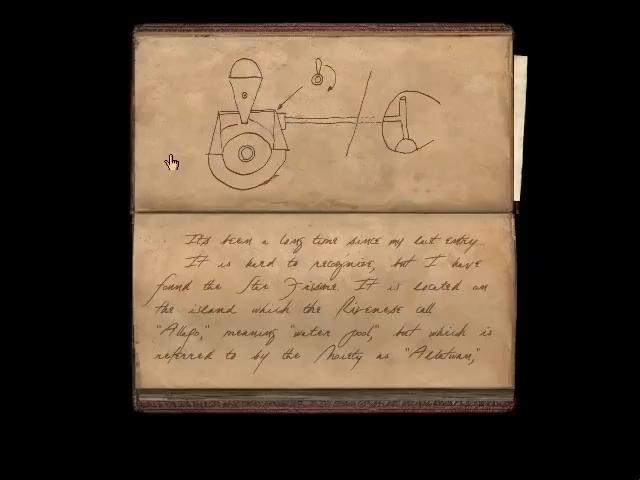 It's been a long time since my last entry.
It is hard to recognize, but I have
found the Star Fissure. It is located on
the island which the Rivenese call
"Allapo," meaning "water pool," but which is
referred to by the Moiety as "Allatwan,"